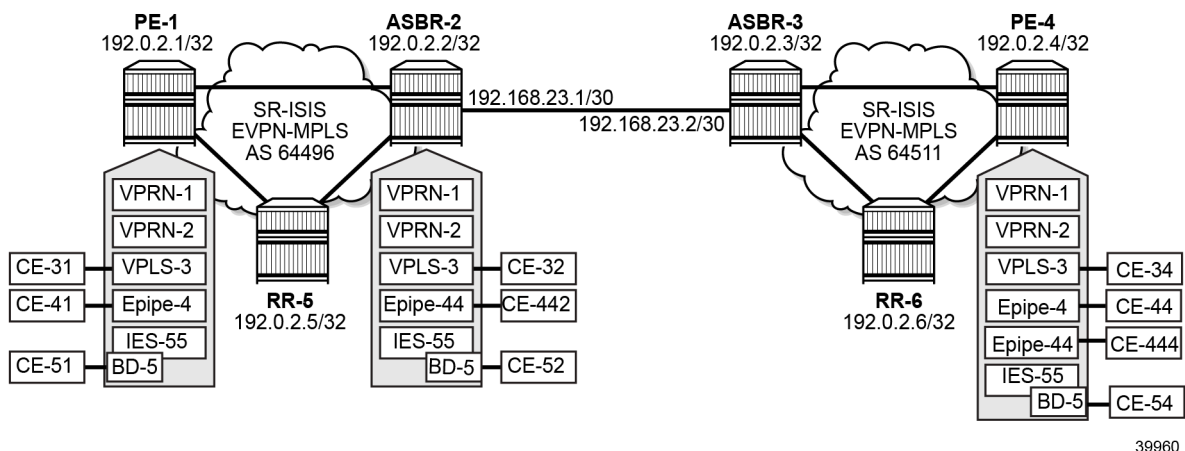 PE-1
192.0.2.1/32
ASBR-2
192.0.2.2/32
ASBR-3
192.0.2.3/32
PE-4
192.0.2.4/32
SR-ISIS
EVPN-MPLS
AS 64496
192.168.23.1/30
192.168.23.2/30
SR-ISIS
EVPN-MPLS
AS 64511
VPRN-1
VPRN-2
VPLS-3
Epipe-4
IES-55
BD-5
CE-31
CE-41
CE-51
RR-5
192.0.2.5/32
VPRN-1
VPRN-2
VPLS-3
Epipe-44
IES-55
BD-5
CE-32
CE-442
CE-52
RR-6
192.0.2.6/32
VPRN-1
VPRN-2
VPLS-3
Epipe-4
Epipe-44
IES-55
BD-5
CE-34
CE-44
CE-444
CE-54
39960